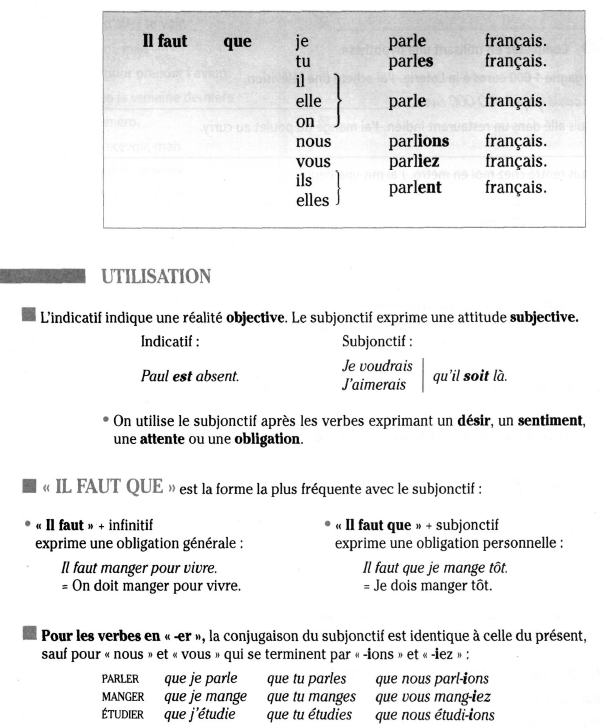 Il faut que je parle français.
tu parles français.
il
elle parle français.
on
nous parlions français.
vous parliez français.
ils
elles parlent français.
UTILISATION
L'indicatif indique une réalité objective. Le subjonctif exprime une attitude subjective.
Indicatif : Subjonctif :
Paul est absent. Je voudrais
J'aimerais qu'il soit là.
• On utilise le subjonctif après les verbes exprimant un désir, un sentiment,
une attente ou une obligation.
« IL FAUT QUE » est la forme la plus fréquente avec le subjonctif :
• « Il faut » + infinitif
exprime une obligation générale :
Il faut manger pour vivre.
= On doit manger pour vivre.
• « Il faut que » + subjonctif
exprime une obligation personnelle :
Il faut que je mange tôt.
= Je dois manger tôt.
Pour les verbes en « -er », la conjugaison du subjonctif est identique à celle du présent,
sauf pour « nous » et « vous » qui se terminent par « -ions » et « -iez » :
PARLER que je parle que tu parles que nous parl-ions
MANGER que je mange que tu manges que vous mang-iez
ÉTUDIER que j'étudie que tu étudies que nous étudi-ions